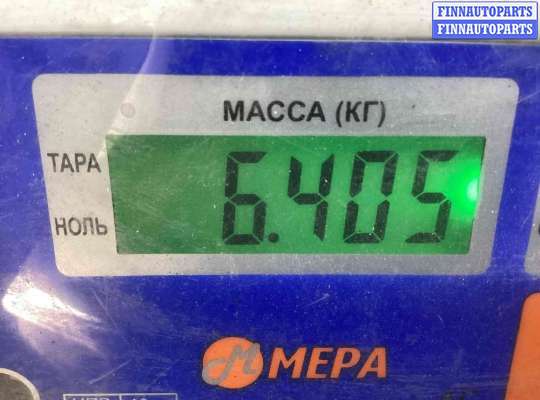 FINNAUTOPARTS
FINNAUTOPARTS
МАССА (КГ)
ТАРА
6.405
НОЛЬ
МЕРА